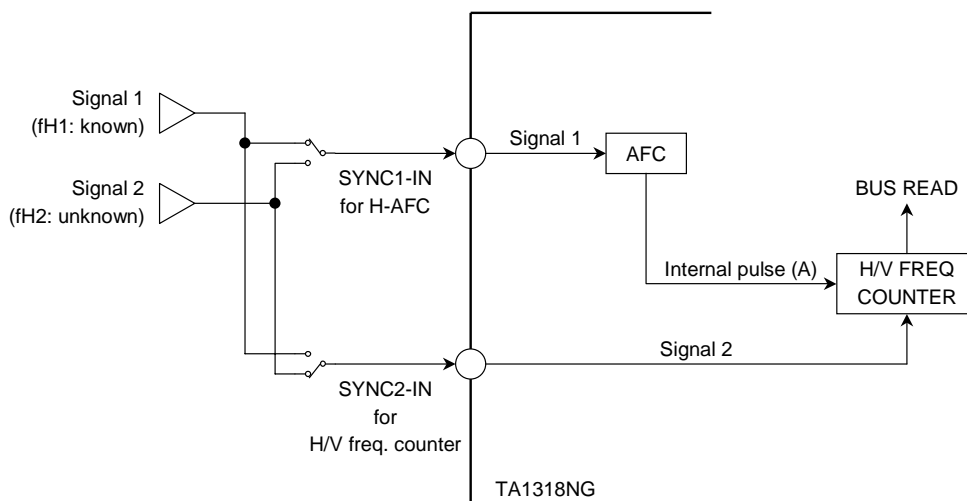 Signal 1
(fH1: known)
Signal 2
(fH2: unknown)
SYNC1-IN
for H-AFC
Signal 1
AFC
BUS READ
Internal pulse (A)
H/V FREQ
COUNTER
Signal 2
SYNC2-IN
for
H/V freq. counter
TA1318NG